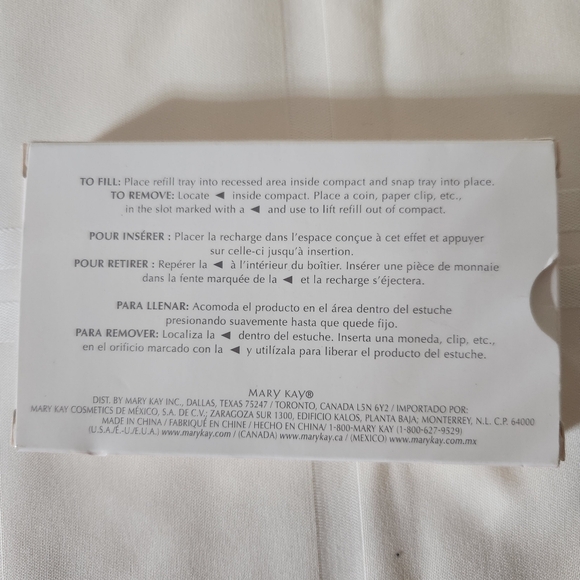 TO FILL: Place refill tray into recessed area inside compact and snap tray into place.
TO REMOVE: Locate ◄ inside compact. Place a coin, paper clip, etc.,
in the slot marked with a ◄ and use to lift refill out of compact.
POUR INSÉRER : Placer la recharge dans l'espace conçue à cet effet et appuyer
sur celle-ci jusqu'à insertion.
POUR RETIRER : Repérer la ◄ à l'intérieur du boîtier. Insérer une pièce de monnaie
dans la fente marquée de la ◄ et la recharge s'éjectera.
PARA LLENAR: Acomoda el producto en el área dentro del estuche
presionando suavemente hasta que quede fijo.
PARA REMOVER: Localiza la ◄ dentro del estuche. Inserta una moneda, clip, etc.,
en el orificio marcado con la ◄ y utilízala para liberar el producto del estuche.
MARY KAY®
DIST. BY MARY KAY INC., DALLAS, TEXAS 75247 / TORONTO, CANADA L5N 6Y2 / IMPORTADO POR:
MARY KAY COSMETICS DE MÉXICO, S.A. DE C.V.; ZARAGOZA SUR 1300, EDIFICIO KALOS, PLANTA BAJA; MONTERREY, N.L. C.P. 64000
MADE IN CHINA / FABRIQUÉ EN CHINE / HECHO EN CHINA/ 1-800-MARY KAY (1-800-627-9529)
(U.S.A./É.-U./E.U.A.) www.marykay.com / (CANADA) www.marykay.ca / (MEXICO) www.marykay.com.mx